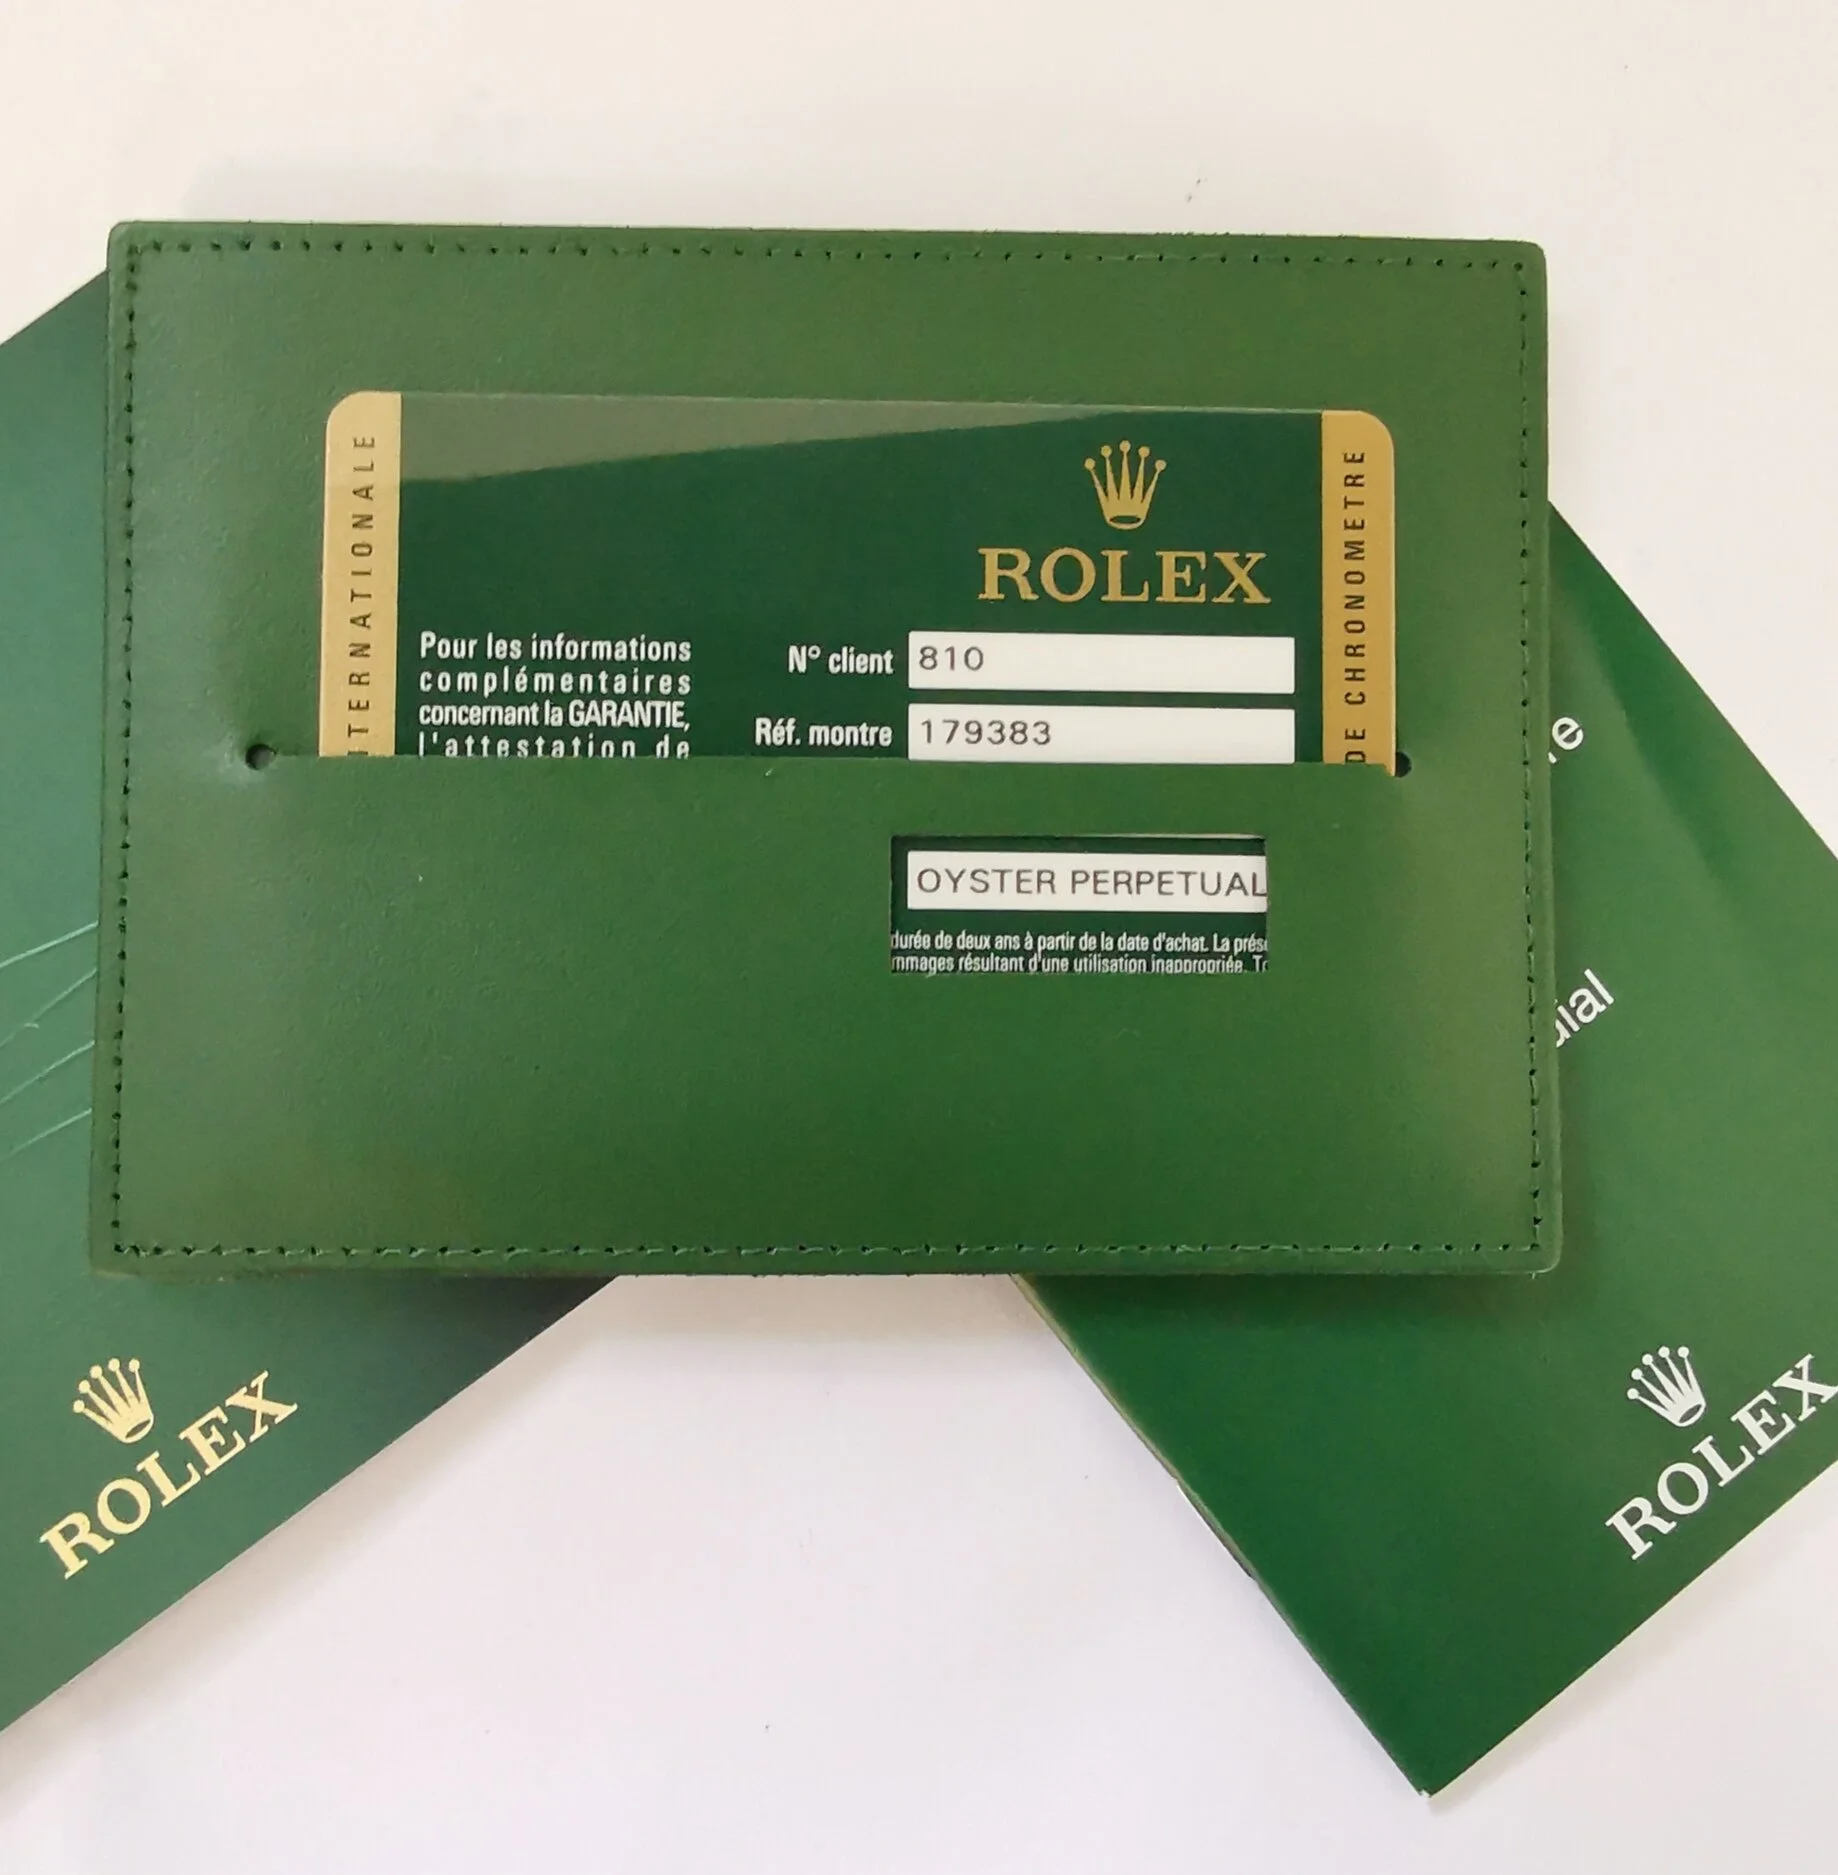 INTERNATIONALE
ROLEX
DE CHRONOMETRE
Pour les informations
complémentaires
concernant la GARANTIE,
l'attestation de
N° client 810
Réf. montre 179383
OYSTER PERPETUAL
durée de deux ans à partir de la date d'achat. La prés
mmages résultant d'une utilisation inappropriée. To
ROLEX
ROLEX